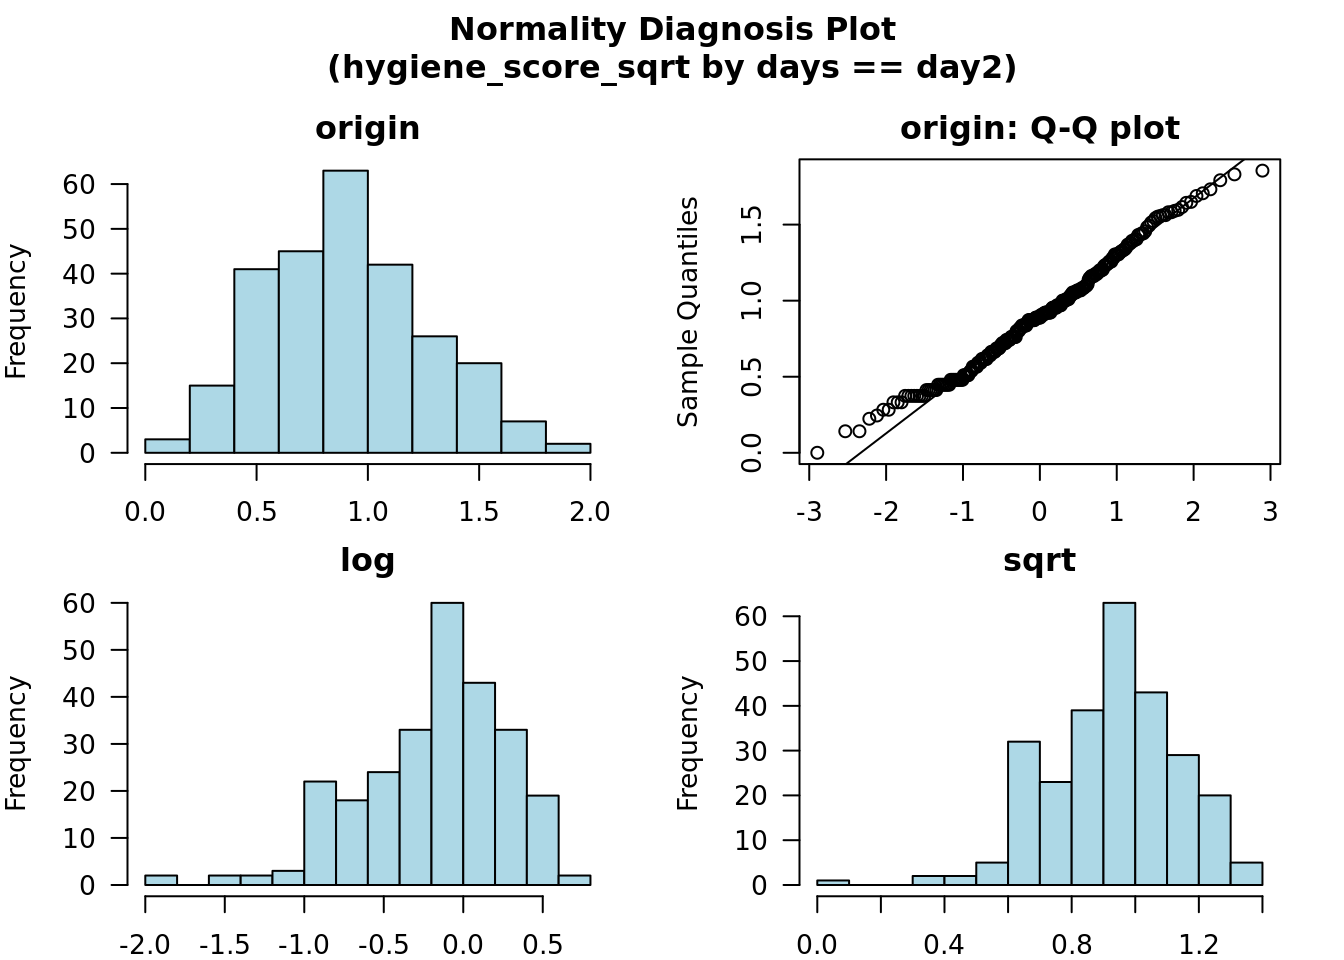 Normality Diagnosis Plot
(hygiene_score_sqrt by days == day2)
origin
Frequency
60
50
40
30
20
10
0
0.0 0.5 1.0 1.5 2.0
origin: Q-Q plot
Sample Quantiles
1.5
1.0
0.5
0.0
-3 -2 -1 0 1 2 3
log
Frequency
60
50
40
30
20
10
0
-2.0 -1.5 -1.0 -0.5 0.0 0.5
sqrt
Frequency
60
50
40
30
20
10
0
0.0 0.4 0.8 1.2